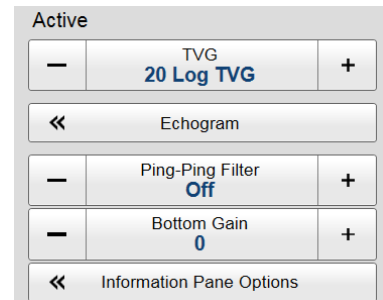 Active
TVG
− 20 Log TVG +
« Echogram
Ping-Ping Filter
− Off +
Bottom Gain
− 0 +
« Information Pane Options